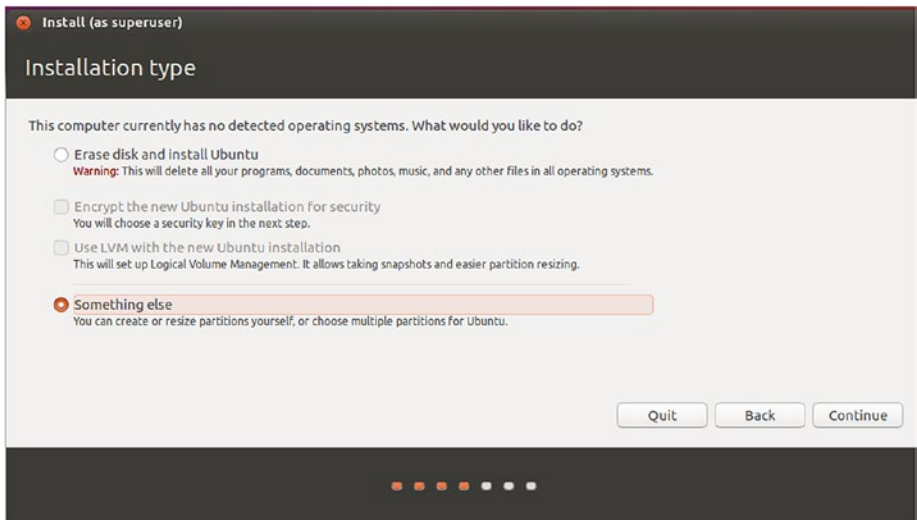 Install (as superuser)
Installation type
This computer currently has no detected operating systems. What would you like to do?
Erase disk and install Ubuntu
Warning: This will delete all your programs, documents, photos, music, and any other files in all operating systems.
Encrypt the new Ubuntu installation for security
You will choose a security key in the next step.
Use LVM with the new Ubuntu installation
This will set up Logical Volume Management. It allows taking snapshots and easier partition resizing.
Something else
You can create or resize partitions yourself, or choose multiple partitions for Ubuntu.
Quit Back Continue